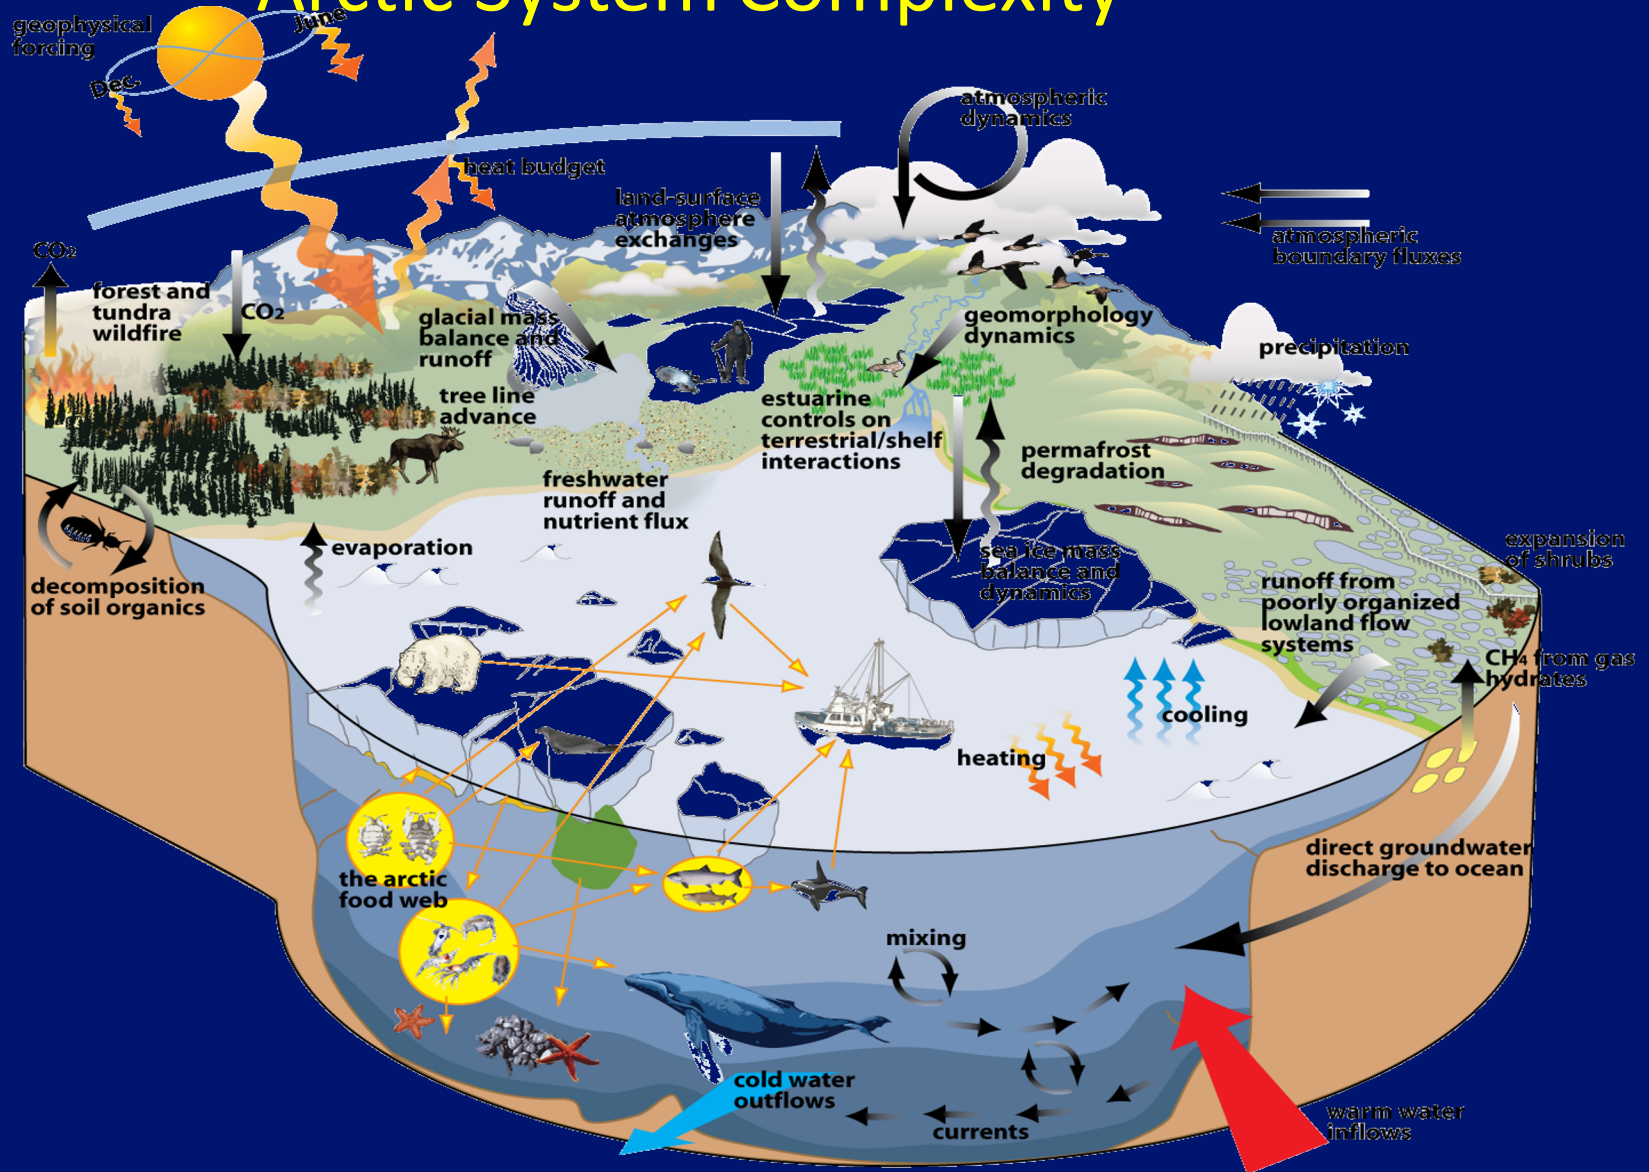 Arctic System Complexity
geophysical
forcing
June
Dec.
atmospheric
dynamics
heat budget
land-surface
atmosphere
exchanges
atmospheric
boundary fluxes
CO₂
forest and
tundra
wildfire
CO₂
glacial mass
balance and
runoff
geomorphology
dynamics
precipitation
tree line
advance
estuarine
controls on
terrestrial/shelf
interactions
permafrost
degradation
freshwater
runoff and
nutrient flux
evaporation
sea ice mass
balance and
dynamics
expansion
of shrubs
decomposition
of soil organics
runoff from
poorly organized
lowland flow
systems
CH₄ from gas
hydrates
cooling
heating
direct groundwater
discharge to ocean
the arctic
food web
mixing
cold water
outflows
currents
warm water
inflows